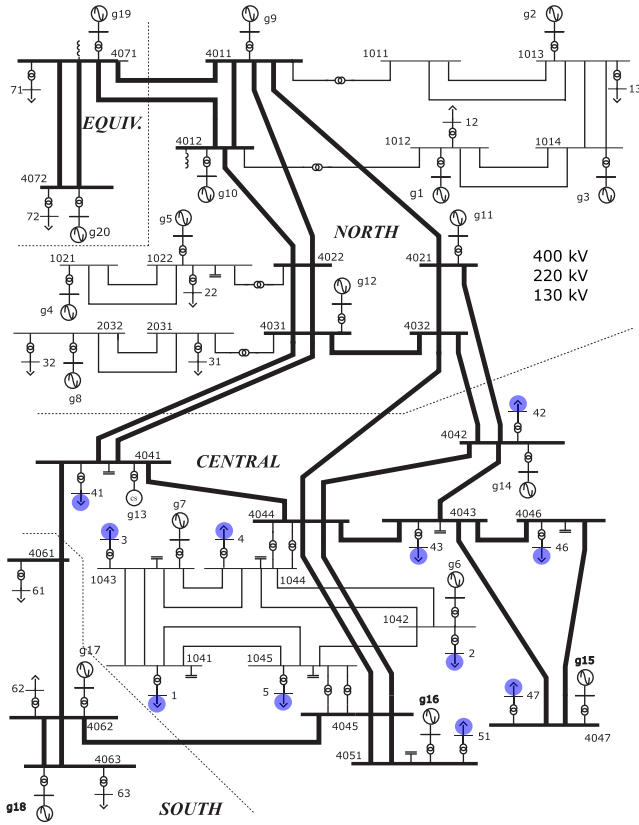 g19
g9
g2
4071
4011
1011
1013
71
13
EQUIV.
12
4012
1012
1014
4072
g10
g1
g3
72
g20
g5
g11
NORTH
400 kV
220 kV
130 kV
1021
1022
4022
4021
g12
22
g4
2032
2031
4031
4032
32
31
g8
42
4041
CENTRAL
4042
41
cs
g13
g14
g7
4044
4043
4046
3
4
43
46
4061
1043
1044
g6
61
1042
g17
1041
1045
2
62
1
5
g16
g15
47
4062
4045
51
4047
4063
4051
g18
63
SOUTH